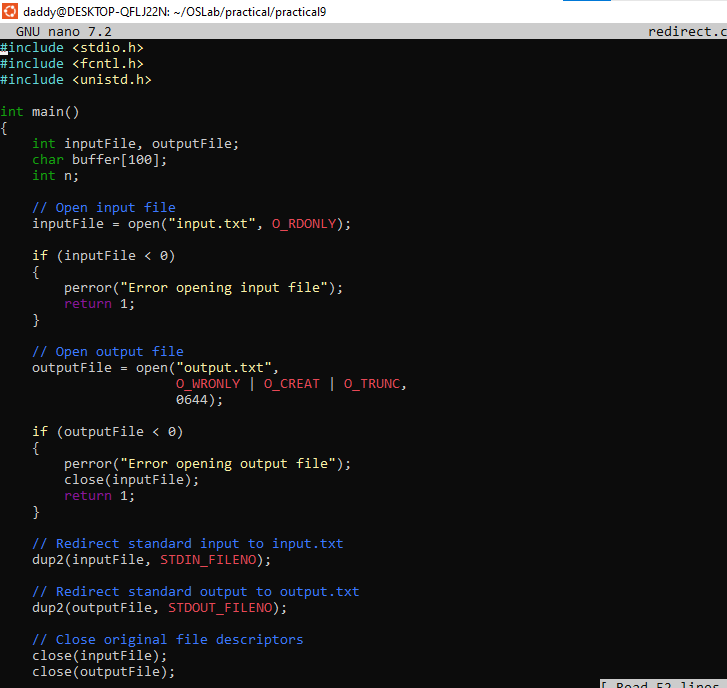 daddy@DESKTOP-QFLJ22N: ~/OSLab/practical/practical9
GNU nano 7.2 redirect.c
#include <stdio.h>
#include <fcntl.h>
#include <unistd.h>

int main()
{
    int inputFile, outputFile;
    char buffer[100];
    int n;

    // Open input file
    inputFile = open("input.txt", O_RDONLY);

    if (inputFile < 0)
    {
        perror("Error opening input file");
        return 1;
    }

    // Open output file
    outputFile = open("output.txt",
                      O_WRONLY | O_CREAT | O_TRUNC,
                      0644);

    if (outputFile < 0)
    {
        perror("Error opening output file");
        close(inputFile);
        return 1;
    }

    // Redirect standard input to input.txt
    dup2(inputFile, STDIN_FILENO);

    // Redirect standard output to output.txt
    dup2(outputFile, STDOUT_FILENO);

    // Close original file descriptors
    close(inputFile);
    close(outputFile);
[ Read 52 lines